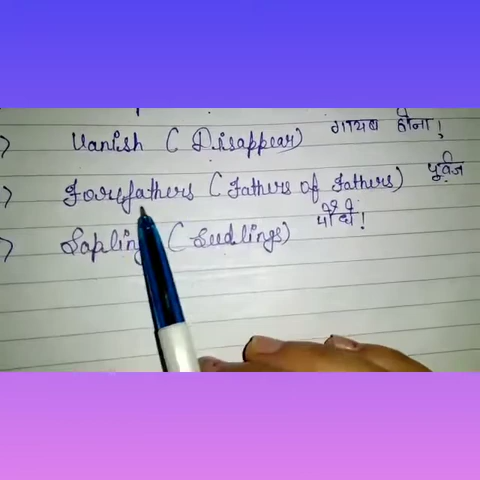 Vanish ( Disappear) गायब होना !
Forefathers ( Fathers of Fathers) पूर्वज
Sapling ( Seedlings) पौधे !